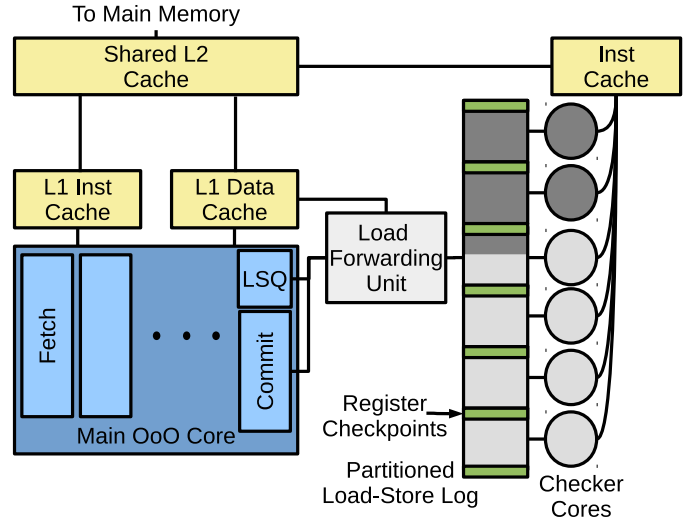 To Main Memory
Shared L2
Cache
Inst
Cache
L1 Inst
Cache
L1 Data
Cache
Load
Forwarding
Unit
LSQ
Fetch
Commit
Main OoO Core
Register
Checkpoints
Partitioned
Load-Store Log
Checker
Cores